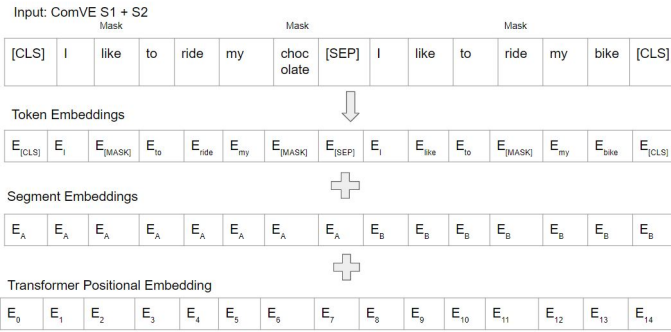 Input: ComVE S1 + S2
Mask Mask Mask
[CLS] I like to ride my choc olate [SEP] I like to ride my bike [CLS]
Token Embeddings
E[CLS] EI E[MASK] Eto Eride Emy E[MASK] E[SEP] EI Elike Eto E[MASK] Emy Ebike E[CLS]
Segment Embeddings
EA EA EA EA EA EA EA EA EB EB EB EB EB EB EB
Transformer Positional Embedding
E0 E1 E2 E3 E4 E5 E6 E7 E8 E9 E10 E11 E12 E13 E14